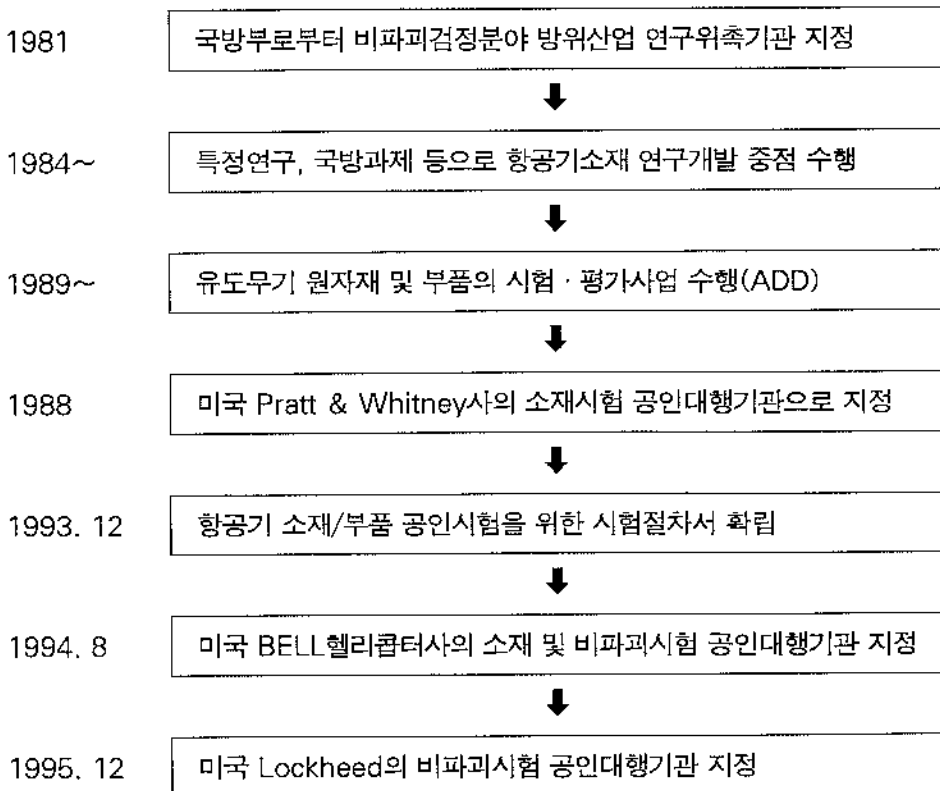 1981 국방부로부터 비파괴검정분야 방위산업 연구위촉기관 지정
1984~ 특정연구, 국방과제 등으로 항공기소재 연구개발 중점 수행
1989~ 유도무기 원자재 및 부품의 시험·평가사업 수행(ADD)
1988 미국 Pratt & Whitney사의 소재시험 공인대행기관으로 지정
1993. 12 항공기 소재/부품 공인시험을 위한 시험절차서 확립
1994. 8 미국 BELL헬리콥터사의 소재 및 비파괴시험 공인대행기관 지정
1995. 12 미국 Lockheed의 비파괴시험 공인대행기관 지정